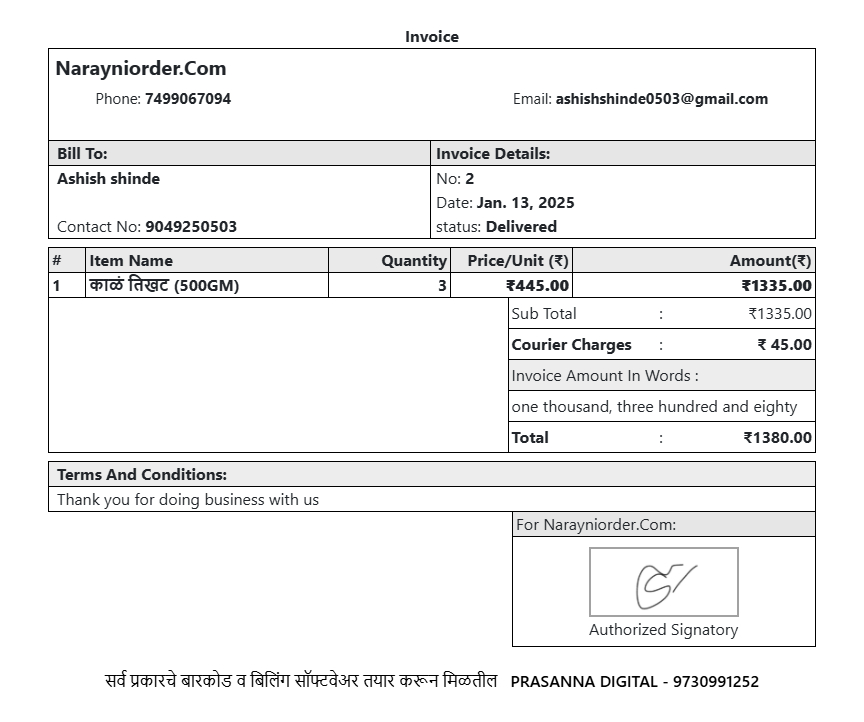 Invoice
Narayniorder.Com
Phone: 7499067094 Email: ashishshinde0503@gmail.com
Bill To: Invoice Details:
Ashish shinde No: 2
Date: Jan. 13, 2025
Contact No: 9049250503 status: Delivered
# Item Name Quantity Price/Unit (₹) Amount(₹)
1 काळं तिखट (500GM) 3 ₹445.00 ₹1335.00
Sub Total : ₹1335.00
Courier Charges : ₹ 45.00
Invoice Amount In Words :
one thousand, three hundred and eighty
Total : ₹1380.00
Terms And Conditions:
Thank you for doing business with us
For Narayniorder.Com:
Authorized Signatory
सर्व प्रकारचे बारकोड व बिलिंग सॉफ्टवेअर तयार करून मिळतील PRASANNA DIGITAL - 9730991252